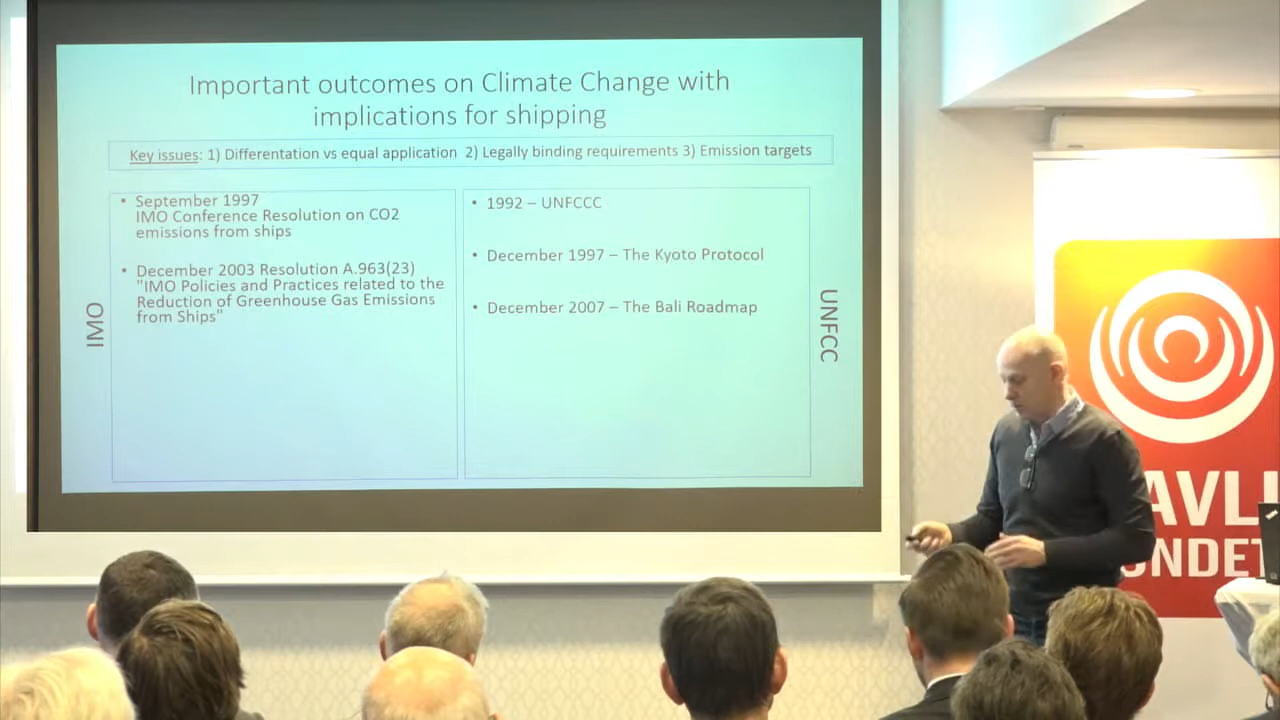 Important outcomes on Climate Change with
implications for shipping
Key issues: 1) Differentation vs equal application 2) Legally binding requirements 3) Emission targets
• September 1997
IMO Conference Resolution on CO2
emissions from ships
• December 2003 Resolution A.963(23)
"IMO Policies and Practices related to the
Reduction of Greenhouse Gas Emissions
from Ships"
IMO
• 1992 – UNFCCC
• December 1997 – The Kyoto Protocol
• December 2007 – The Bali Roadmap
UNFCC
AVLI
NDET